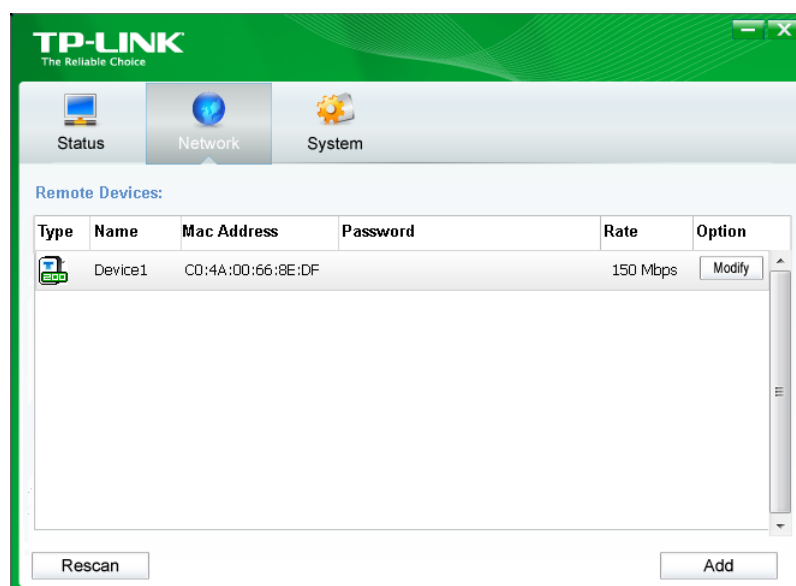 TP-LINK
The Reliable Choice
Status Network System
Remote Devices:
Type Name Mac Address Password Rate Option
T 200 Device1 C0:4A:00:66:8E:DF 150 Mbps Modify
Rescan Add